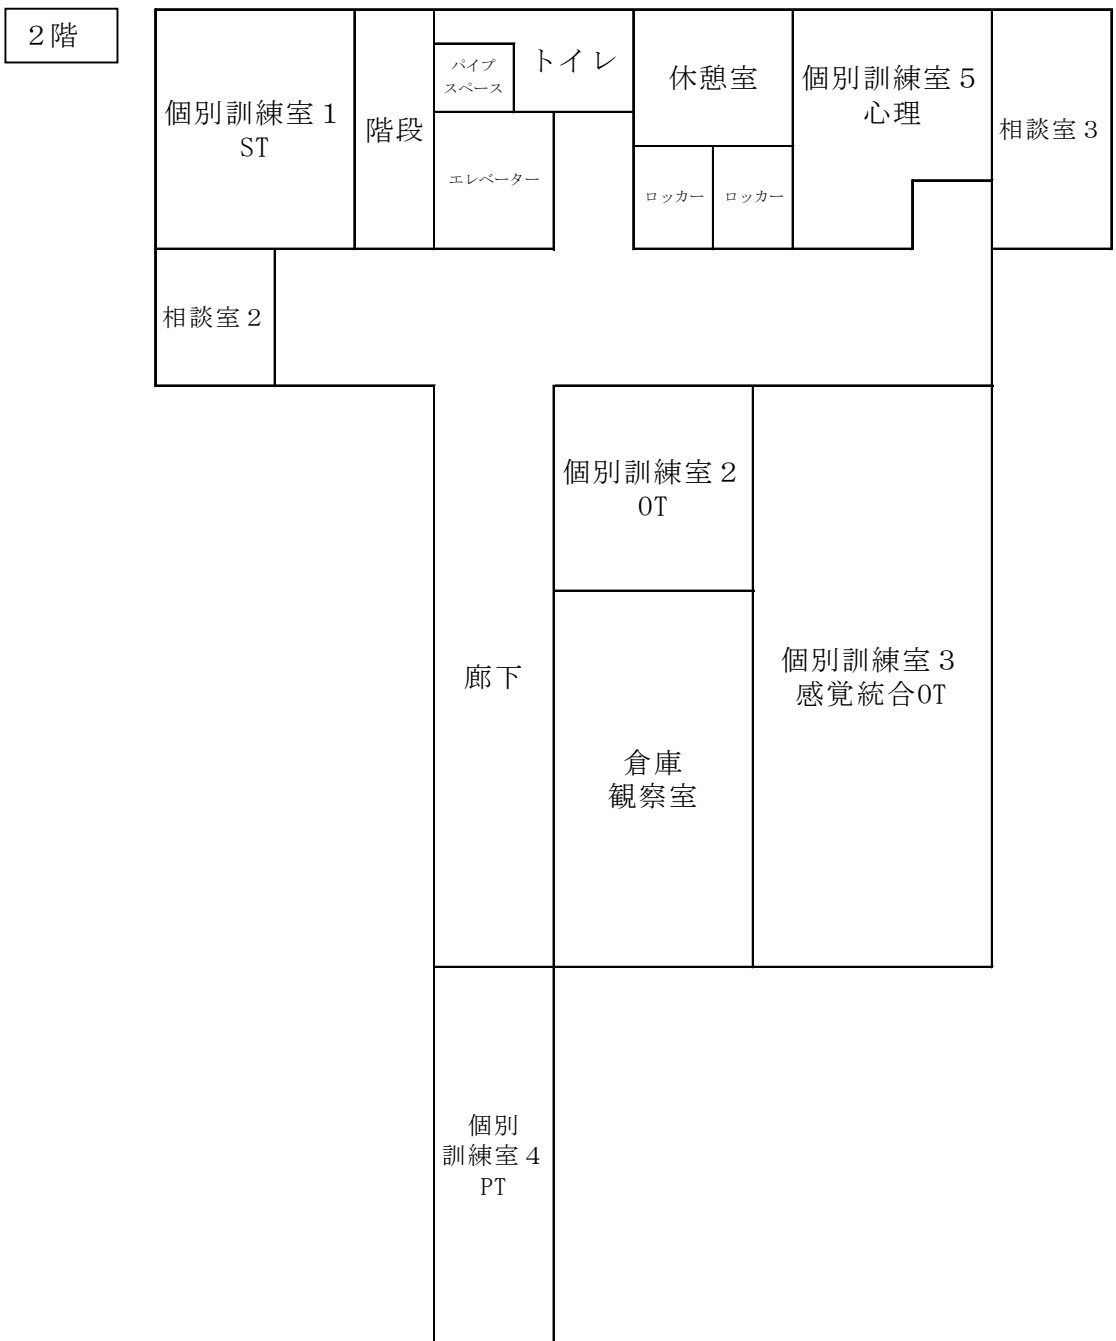 ２階
個別訓練室１
ST
階段
パイプ
スペース
トイレ
エレベーター
休憩室
ロッカー
ロッカー
個別訓練室５
心理
相談室３
相談室２
個別訓練室２
OT
廊下
倉庫
観察室
個別訓練室３
感覚統合OT
個別
訓練室４
PT